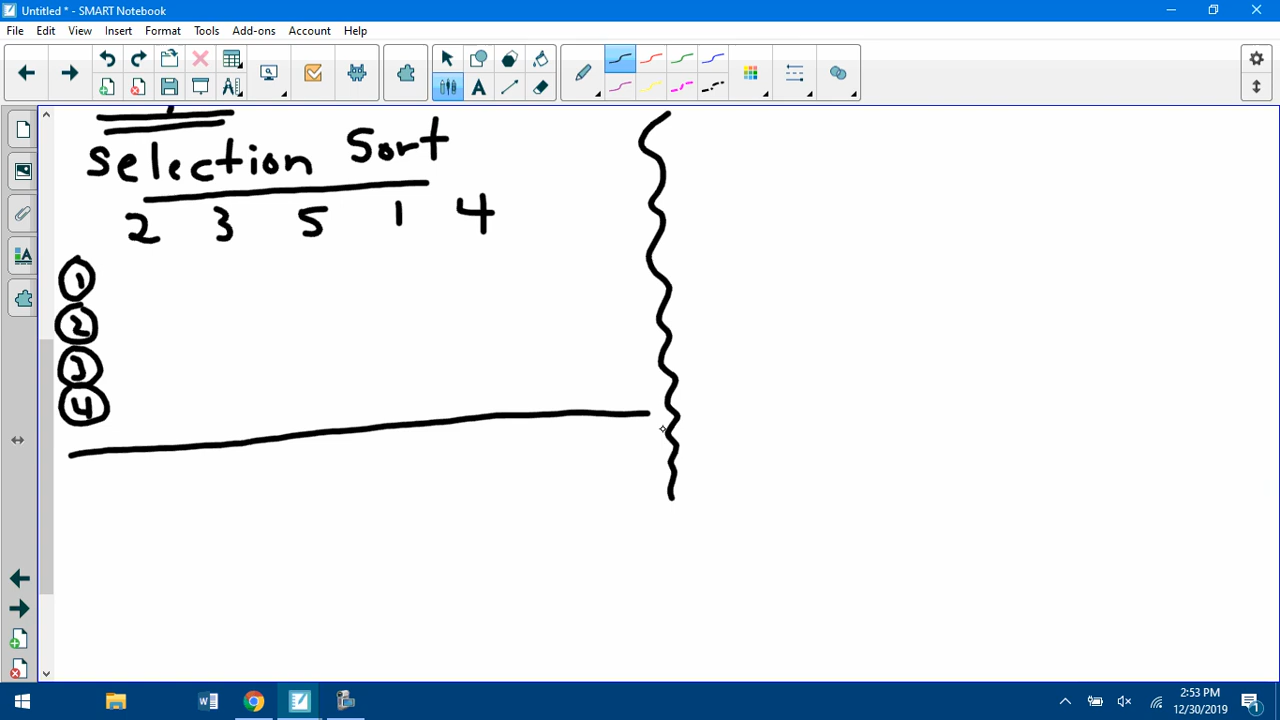 Untitled * - SMART Notebook
File Edit View Insert Format Tools Add-ons Account Help
Selection Sort
2 3 5 1 4
1
2
3
4
2:53 PM
12/30/2019